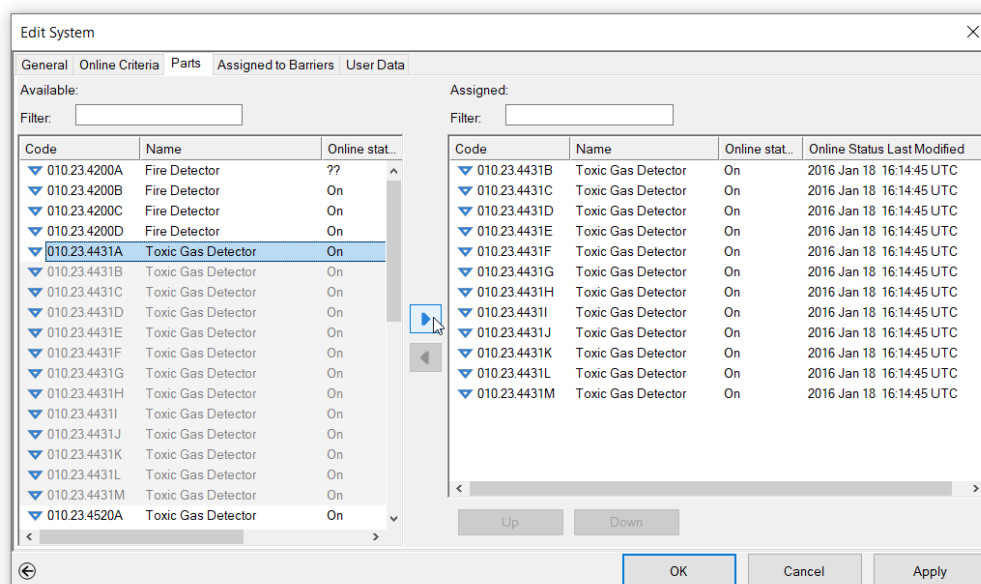 Edit System
General Online Criteria Parts Assigned to Barriers User Data
Available:
Filter:
Code Name Online stat...
010.23.4200A Fire Detector ??
010.23.4200B Fire Detector On
010.23.4200C Fire Detector On
010.23.4200D Fire Detector On
010.23.4431A Toxic Gas Detector On
010.23.4431B Toxic Gas Detector On
010.23.4431C Toxic Gas Detector On
010.23.4431D Toxic Gas Detector On
010.23.4431E Toxic Gas Detector On
010.23.4431F Toxic Gas Detector On
010.23.4431G Toxic Gas Detector On
010.23.4431H Toxic Gas Detector On
010.23.4431I Toxic Gas Detector On
010.23.4431J Toxic Gas Detector On
010.23.4431K Toxic Gas Detector On
010.23.4431L Toxic Gas Detector On
010.23.4431M Toxic Gas Detector On
010.23.4520A Toxic Gas Detector On
Assigned:
Filter:
Code Name Online stat... Online Status Last Modified
010.23.4431B Toxic Gas Detector On 2016 Jan 18 16:14:45 UTC
010.23.4431C Toxic Gas Detector On 2016 Jan 18 16:14:45 UTC
010.23.4431D Toxic Gas Detector On 2016 Jan 18 16:14:45 UTC
010.23.4431E Toxic Gas Detector On 2016 Jan 18 16:14:45 UTC
010.23.4431F Toxic Gas Detector On 2016 Jan 18 16:14:45 UTC
010.23.4431G Toxic Gas Detector On 2016 Jan 18 16:14:45 UTC
010.23.4431H Toxic Gas Detector On 2016 Jan 18 16:14:45 UTC
010.23.4431I Toxic Gas Detector On 2016 Jan 18 16:14:45 UTC
010.23.4431J Toxic Gas Detector On 2016 Jan 18 16:14:45 UTC
010.23.4431K Toxic Gas Detector On 2016 Jan 18 16:14:45 UTC
010.23.4431L Toxic Gas Detector On 2016 Jan 18 16:14:45 UTC
010.23.4431M Toxic Gas Detector On 2016 Jan 18 16:14:45 UTC
Up Down
OK Cancel Apply